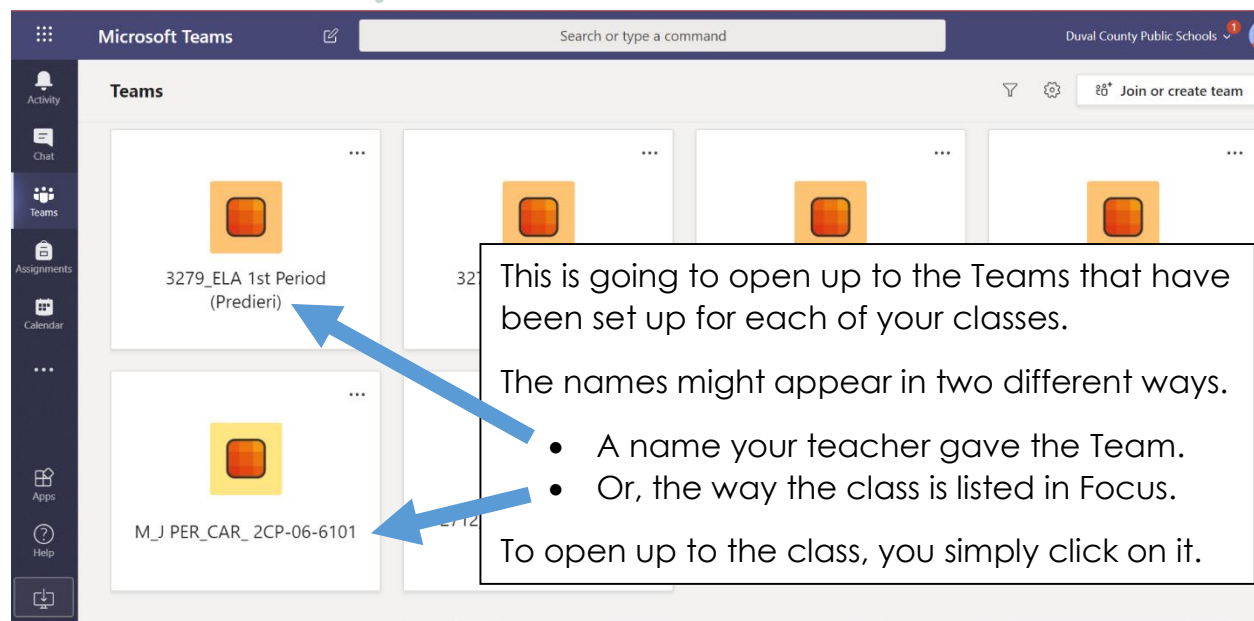 Microsoft Teams
Search or type a command
Duval County Public Schools
1
Activity
Teams
Join or create team
Chat
Teams
Assignments
Calendar
Apps
Help
3279_ELA 1st Period
(Predieri)
M_J PER_CAR_ 2CP-06-6101
This is going to open up to the Teams that have
been set up for each of your classes.
The names might appear in two different ways.
• A name your teacher gave the Team.
• Or, the way the class is listed in Focus.
To open up to the class, you simply click on it.